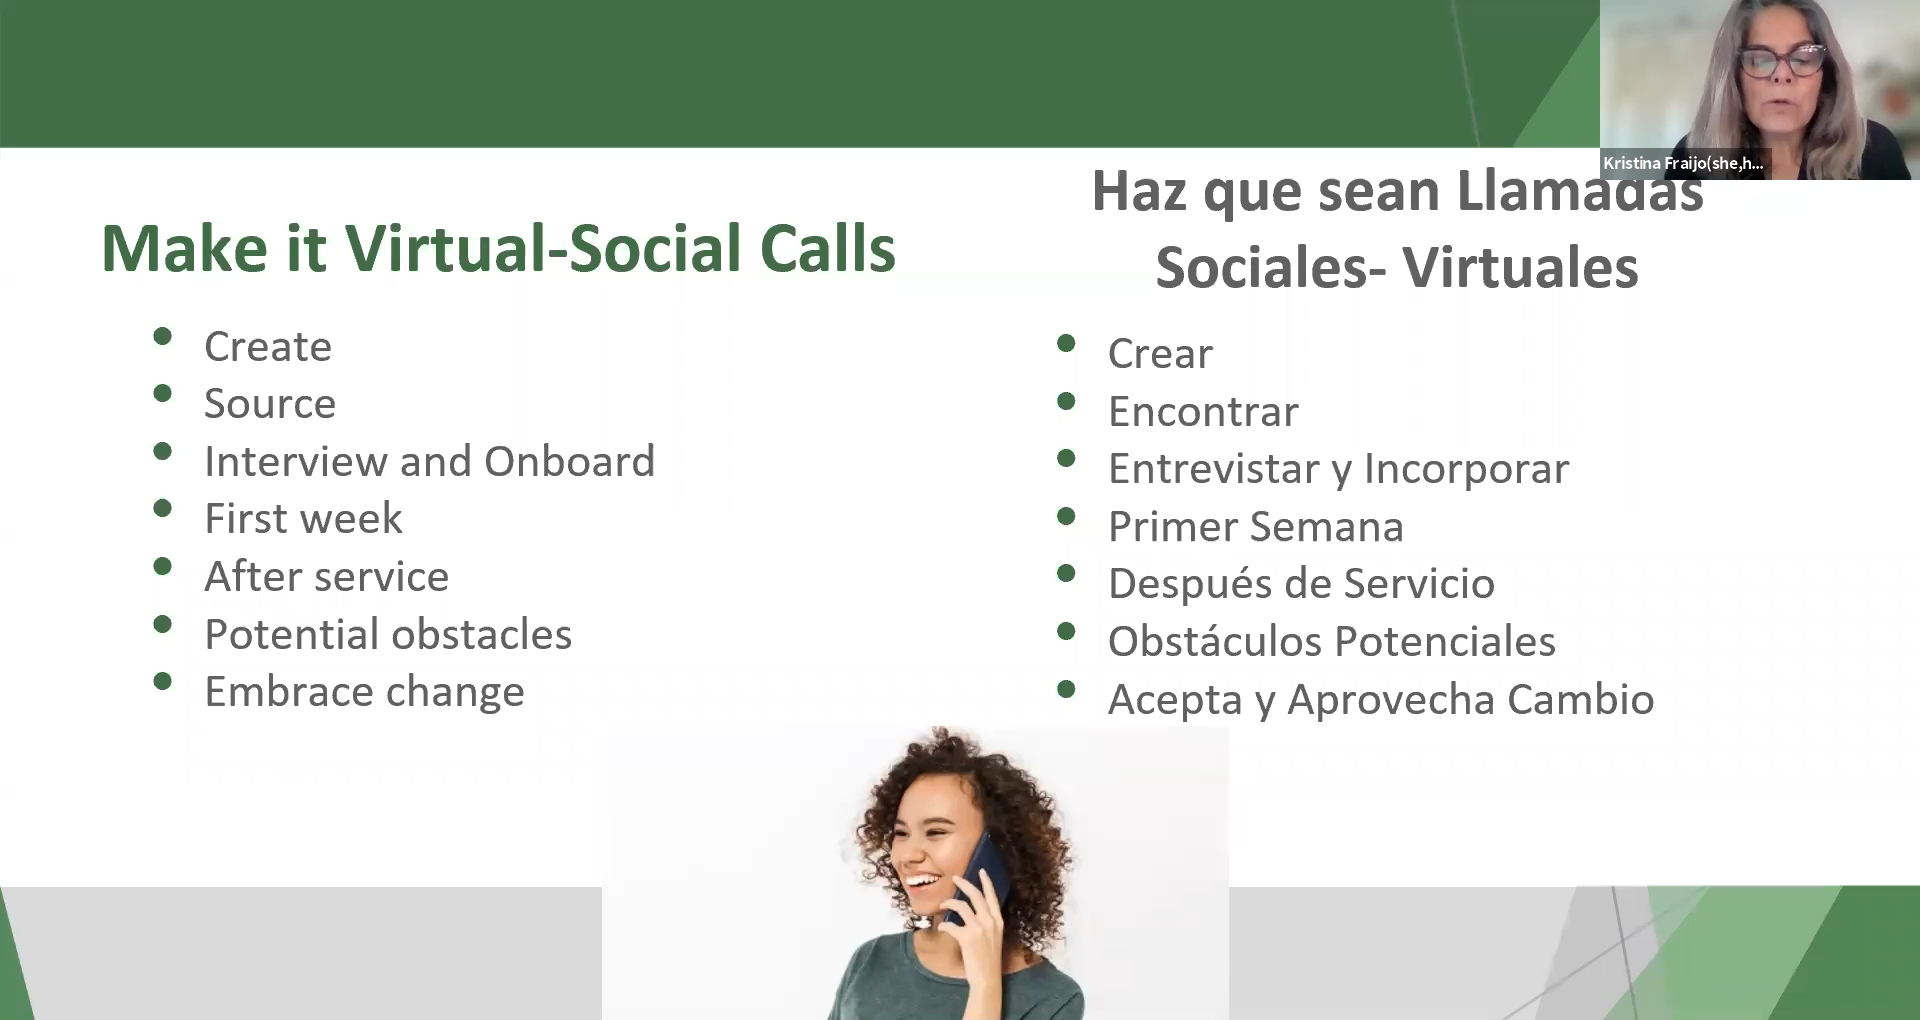 Kristina Fraijo(she,h...
Make it Virtual-Social Calls
Create
Source
Interview and Onboard
First week
After service
Potential obstacles
Embrace change
Haz que sean Llamadas
Sociales- Virtuales
Crear
Encontrar
Entrevistar y Incorporar
Primer Semana
Después de Servicio
Obstáculos Potenciales
Acepta y Aprovecha Cambio